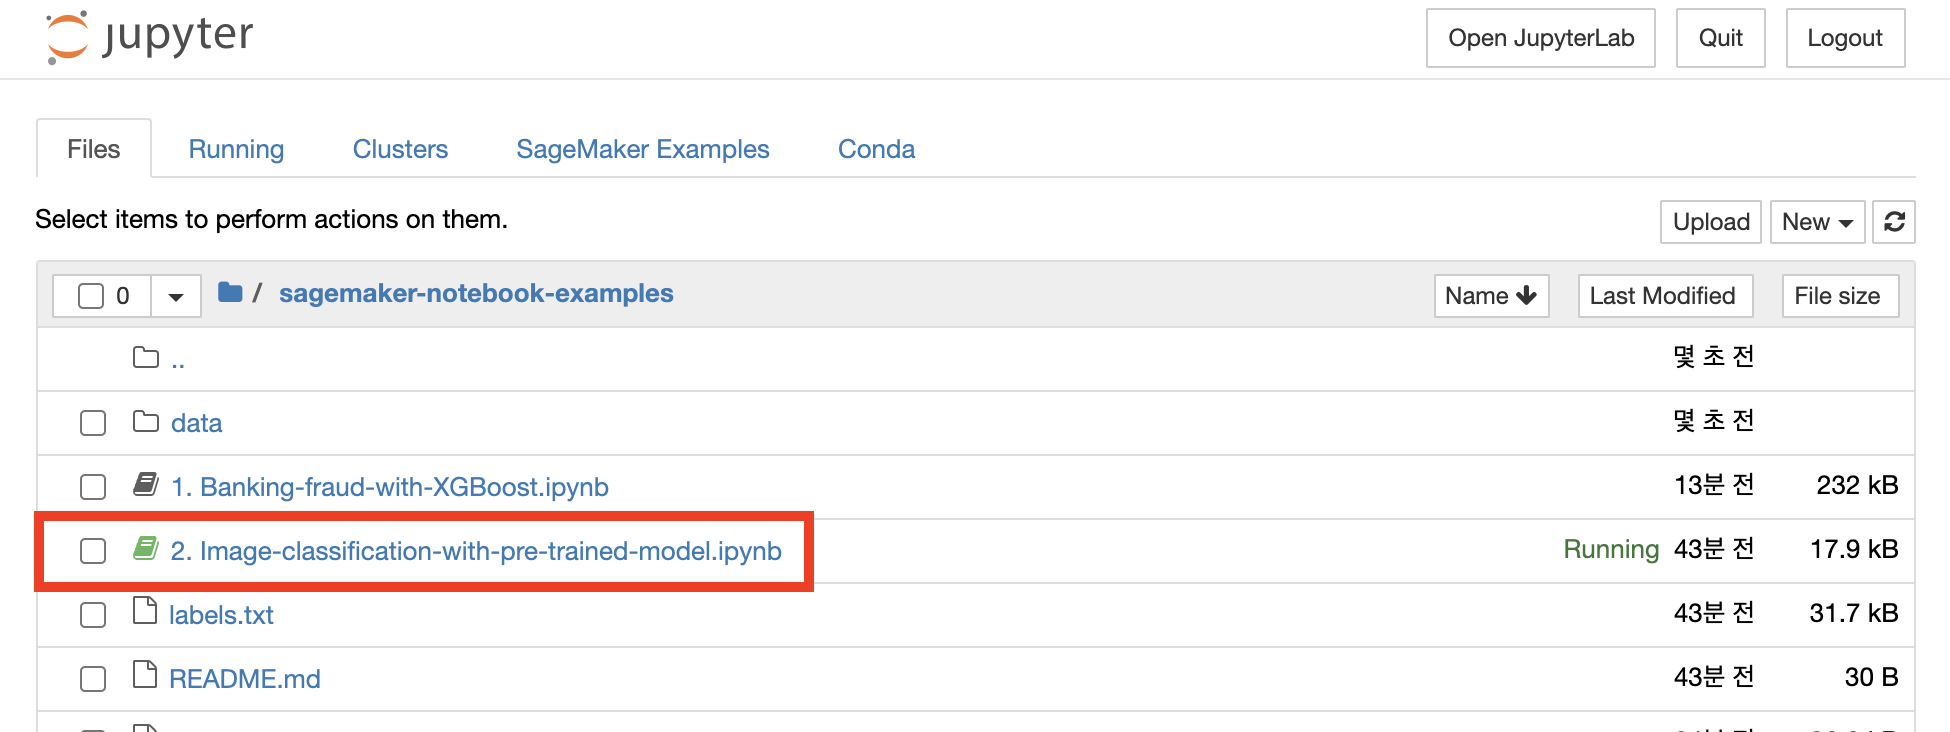 jupyter
Open JupyterLab Quit Logout
Files Running Clusters SageMaker Examples Conda
Select items to perform actions on them.
Upload New
0 / sagemaker-notebook-examples Name Last Modified File size
.. 몇 초 전
data 몇 초 전
1. Banking-fraud-with-XGBoost.ipynb 13분 전 232 kB
2. Image-classification-with-pre-trained-model.ipynb Running 43분 전 17.9 kB
labels.txt 43분 전 31.7 kB
README.md 43분 전 30 B